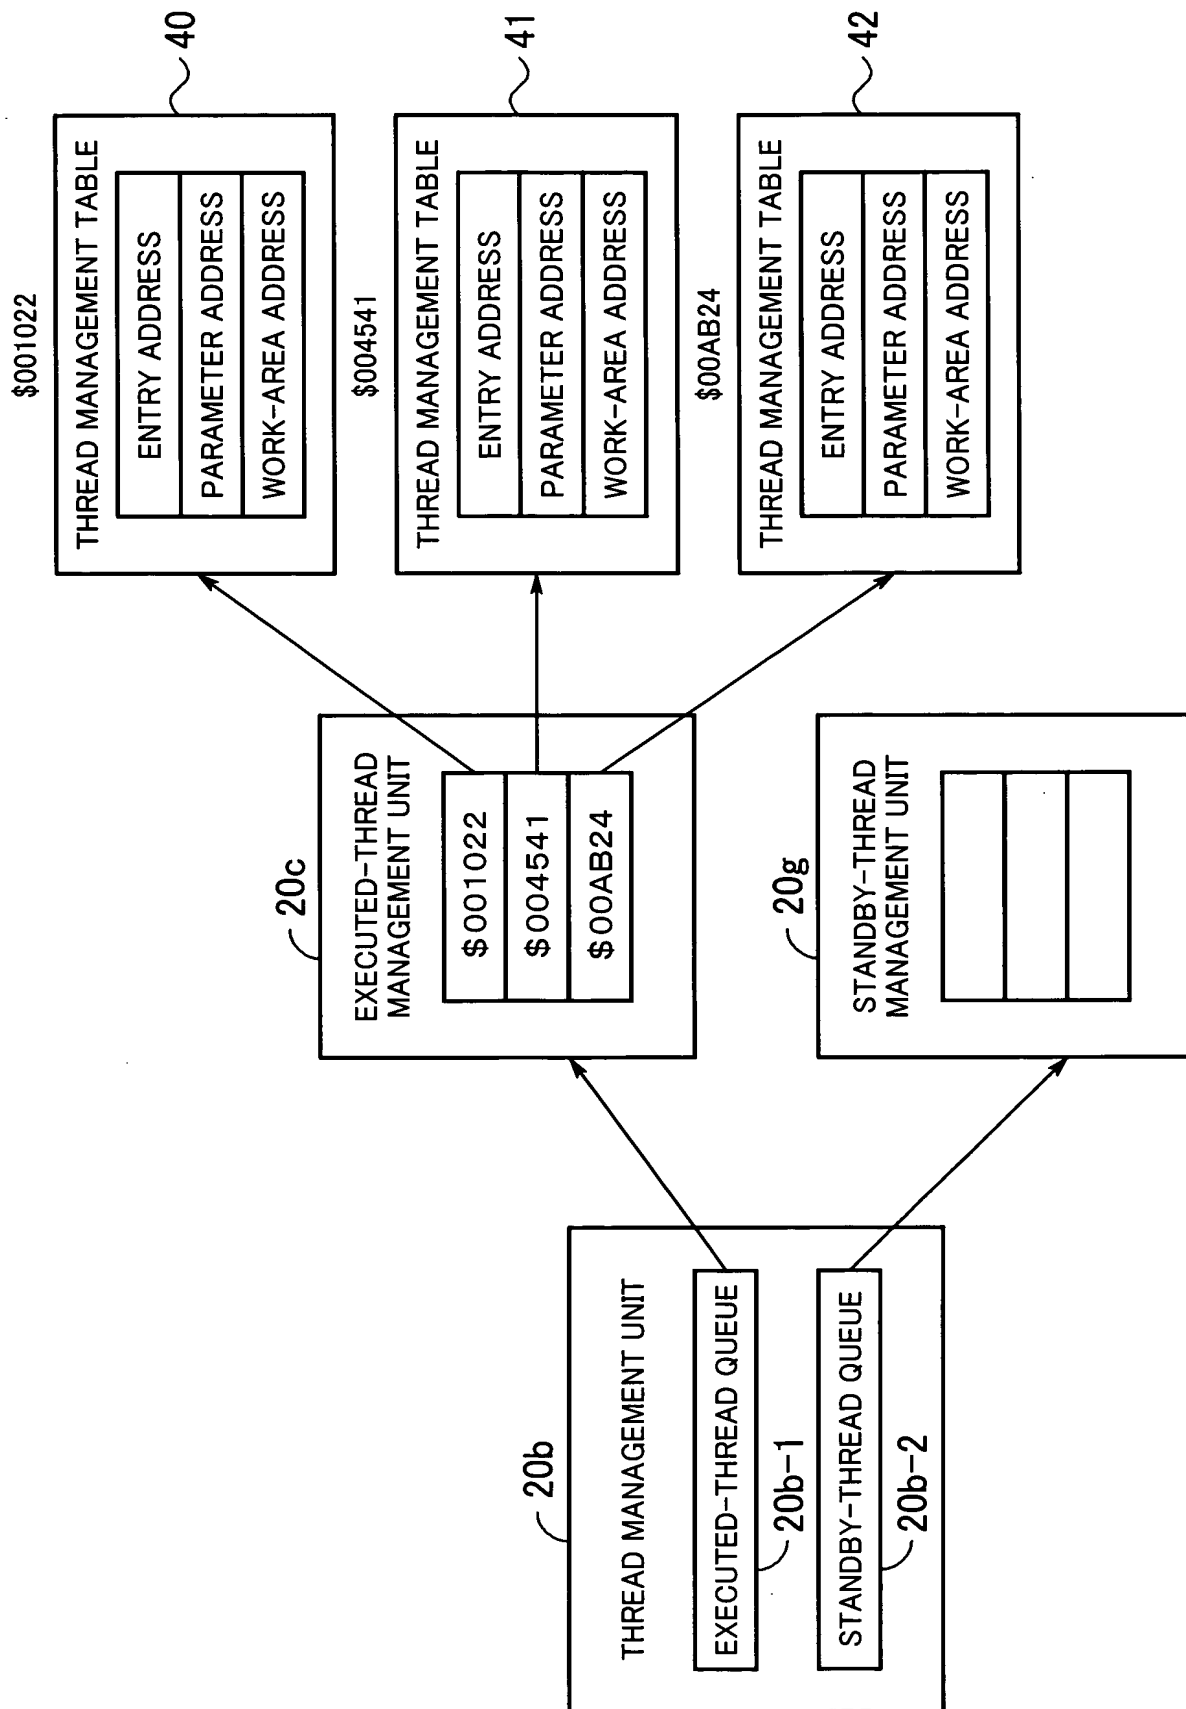 20b
THREAD MANAGEMENT UNIT
EXECUTED-THREAD QUEUE
20b-1
STANDBY-THREAD QUEUE
20b-2
20c
EXECUTED-THREAD
MANAGEMENT UNIT
$001022
$004541
$00AB24
20g
STANDBY-THREAD
MANAGEMENT UNIT
$001022
THREAD MANAGEMENT TABLE
ENTRY ADDRESS
PARAMETER ADDRESS
WORK-AREA ADDRESS
40
$004541
THREAD MANAGEMENT TABLE
ENTRY ADDRESS
PARAMETER ADDRESS
WORK-AREA ADDRESS
41
$00AB24
THREAD MANAGEMENT TABLE
ENTRY ADDRESS
PARAMETER ADDRESS
WORK-AREA ADDRESS
42